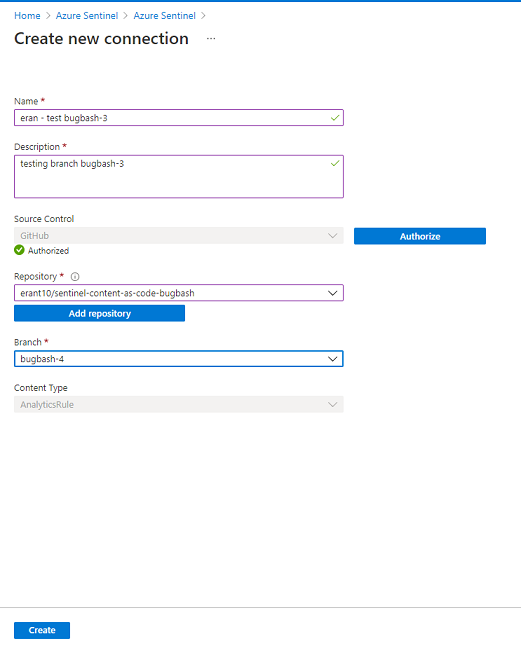 Home > Azure Sentinel > Azure Sentinel >
Create new connection ...
Name *
eran - test bugbash-3
Description *
testing branch bugbash-3
Source Control
GitHub
Authorize
Authorized
Repository *
erant10/sentinel-content-as-code-bugbash
Add repository
Branch *
bugbash-4
Content Type
AnalyticsRule
Create